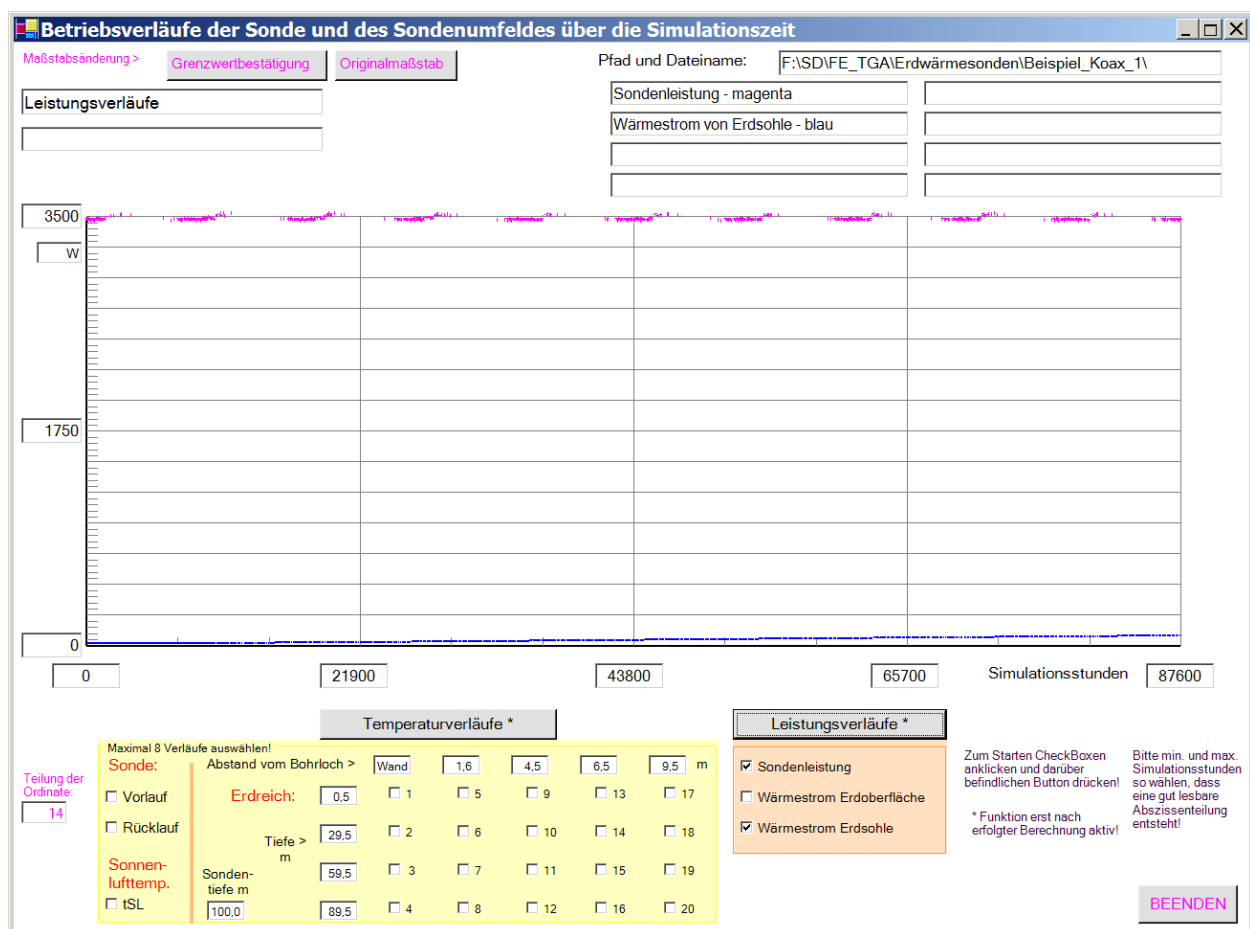 Betriebsverläufe der Sonde und des Sondenumfeldes über die Simulationszeit
Maßstabsänderung >
Grenzwertbestätigung
Originalmaßstab
Pfad und Dateiname:
F:\SD\FE_TGA\Erdwärmesonden\Beispiel_Koax_1\
Leistungsverläufe
Sondenleistung - magenta
Wärmestrom von Erdsohle - blau
3500
W
1750
0
0 21900 43800 65700 Simulationsstunden 87600
Temperaturverläufe *
Leistungsverläufe *
Maximal 8 Verläufe auswählen!
Sonde:
Abstand vom Bohrloch > Wand 1,6 4,5 6,5 9,5 m
Teilung der
Ordinate:
14
Vorlauf
Erdreich: 0,5 1 5 9 13 17
Rücklauf
Tiefe >
m
29,5 2 6 10 14 18
Sonnen-
lufttemp.
Sonden-
tiefe m
59,5 3 7 11 15 19
tSL
100,0
89,5 4 8 12 16 20
Sondenleistung
Wärmestrom Erdoberfläche
Wärmestrom Erdsohle
Zum Starten CheckBoxen
anklicken und darüber
befindlichen Button drücken!
* Funktion erst nach
erfolgter Berechnung aktiv!
Bitte min. und max.
Simulationsstunden
so wählen, dass
eine gut lesbare
Abszissenteilung
entsteht!
BEENDEN